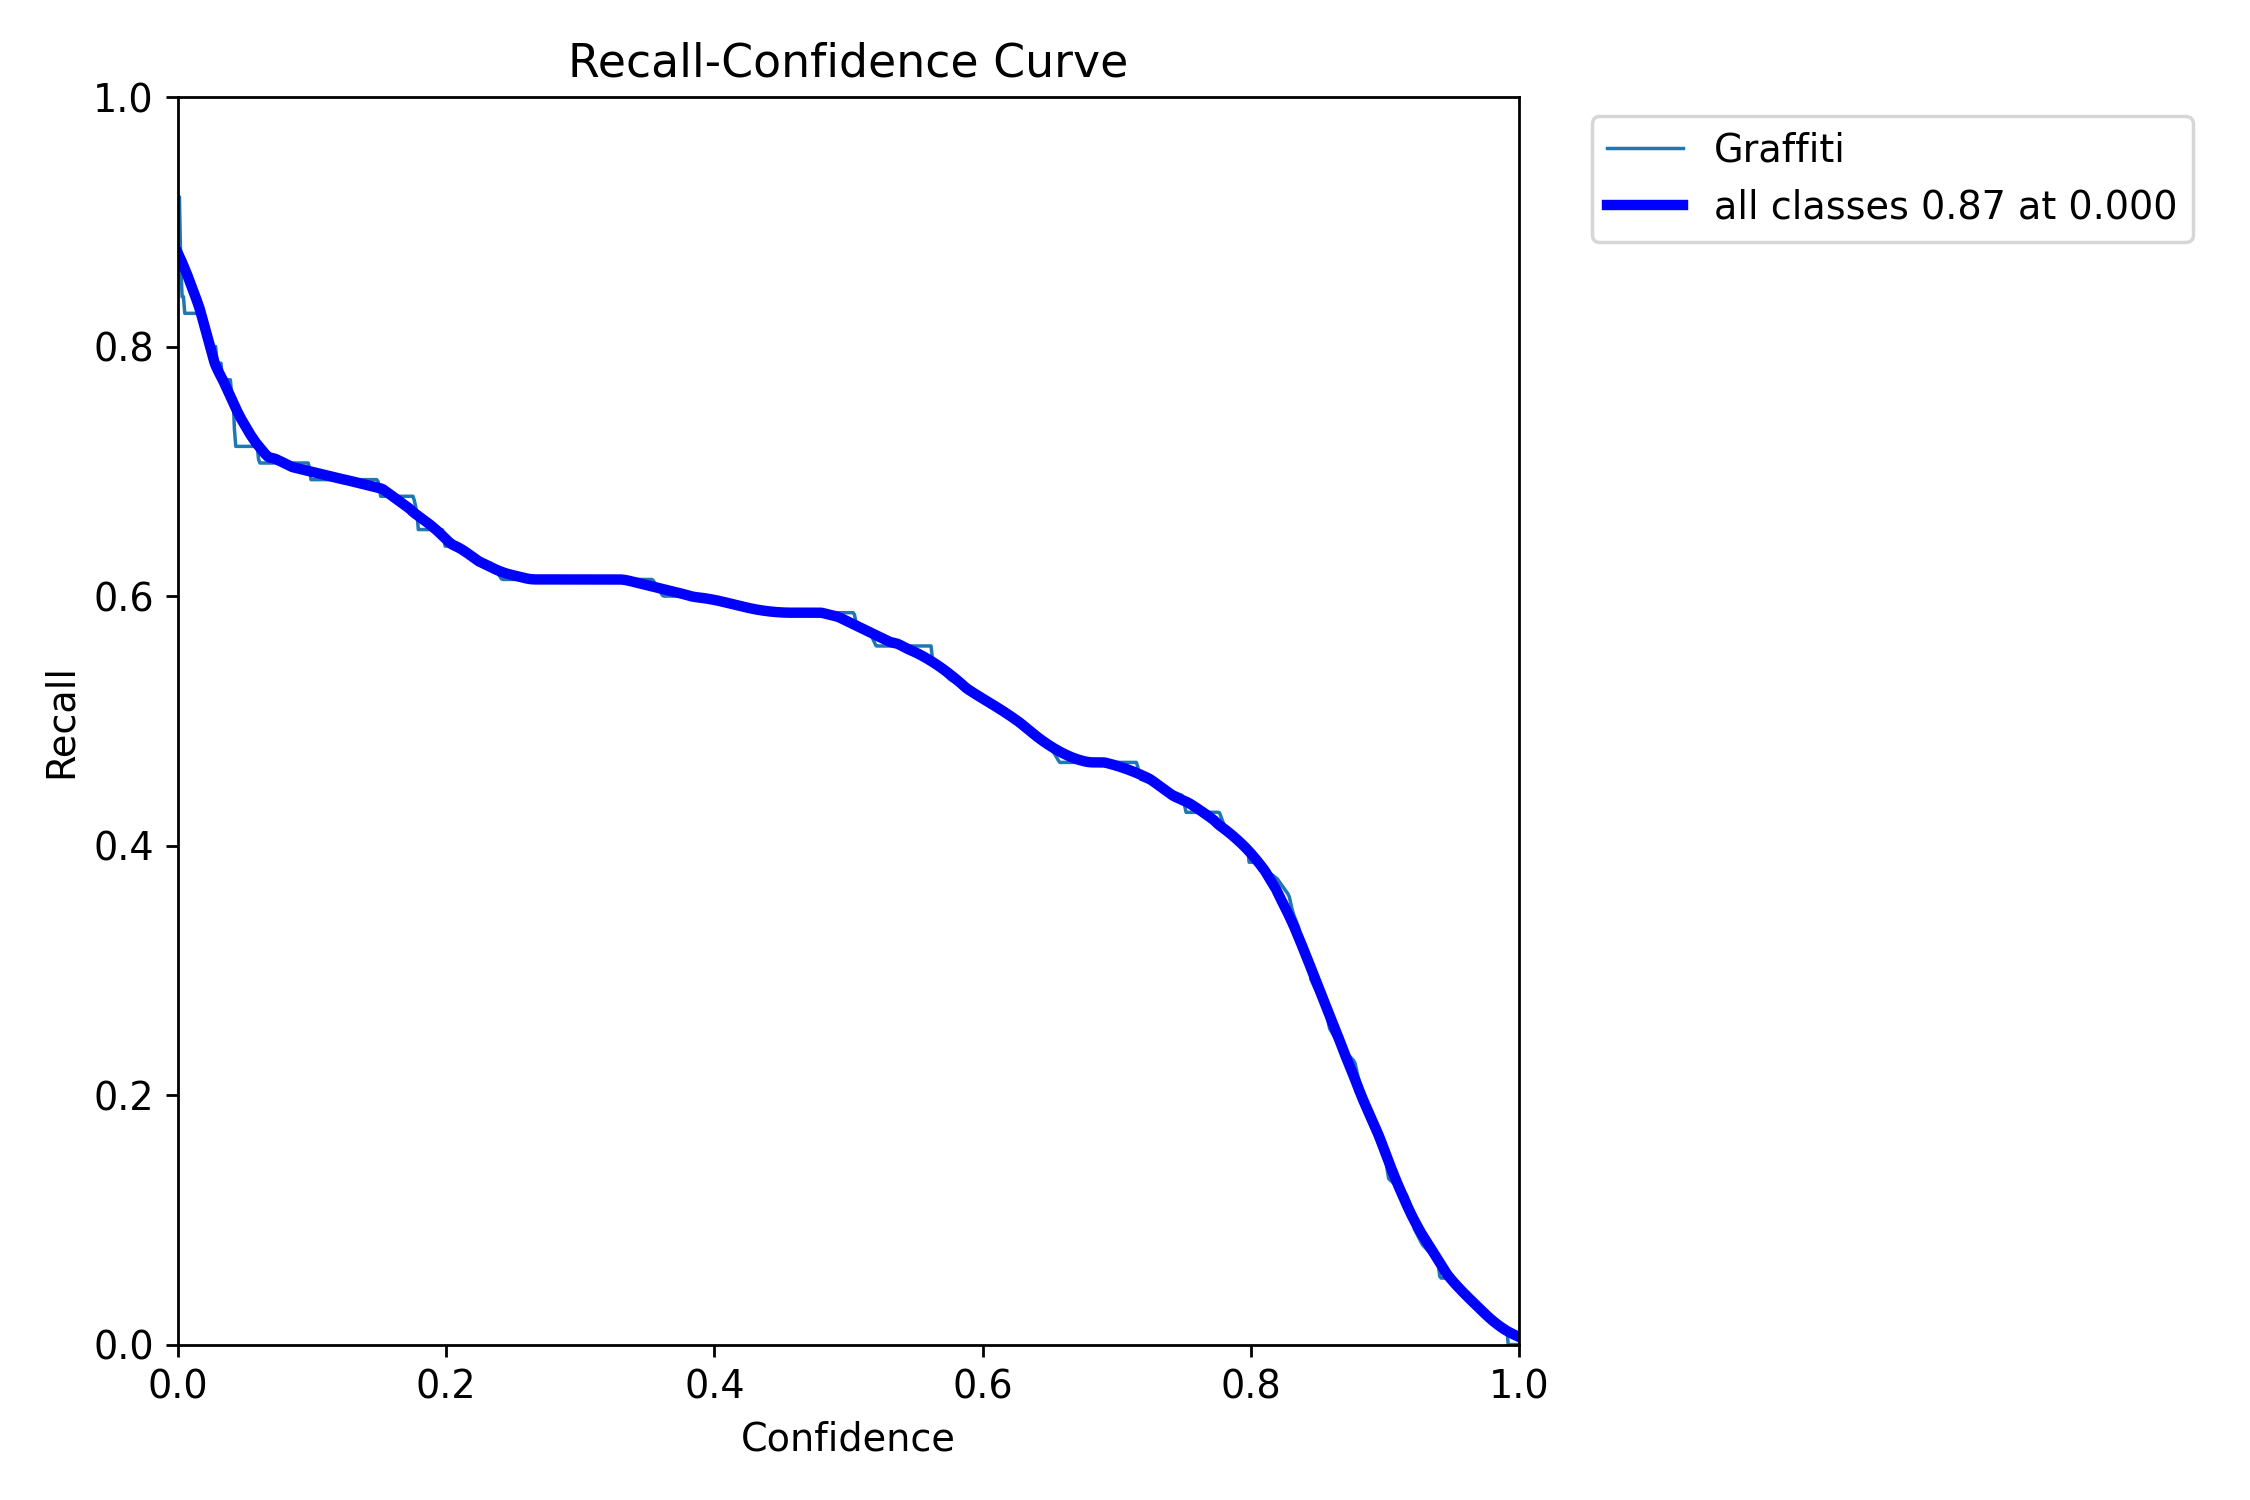 Recall-Confidence Curve
1.0
0.8
0.6
0.4
0.2
0.0
Recall
0.0 0.2 0.4 0.6 0.8 1.0
Confidence
Graffiti
all classes 0.87 at 0.000